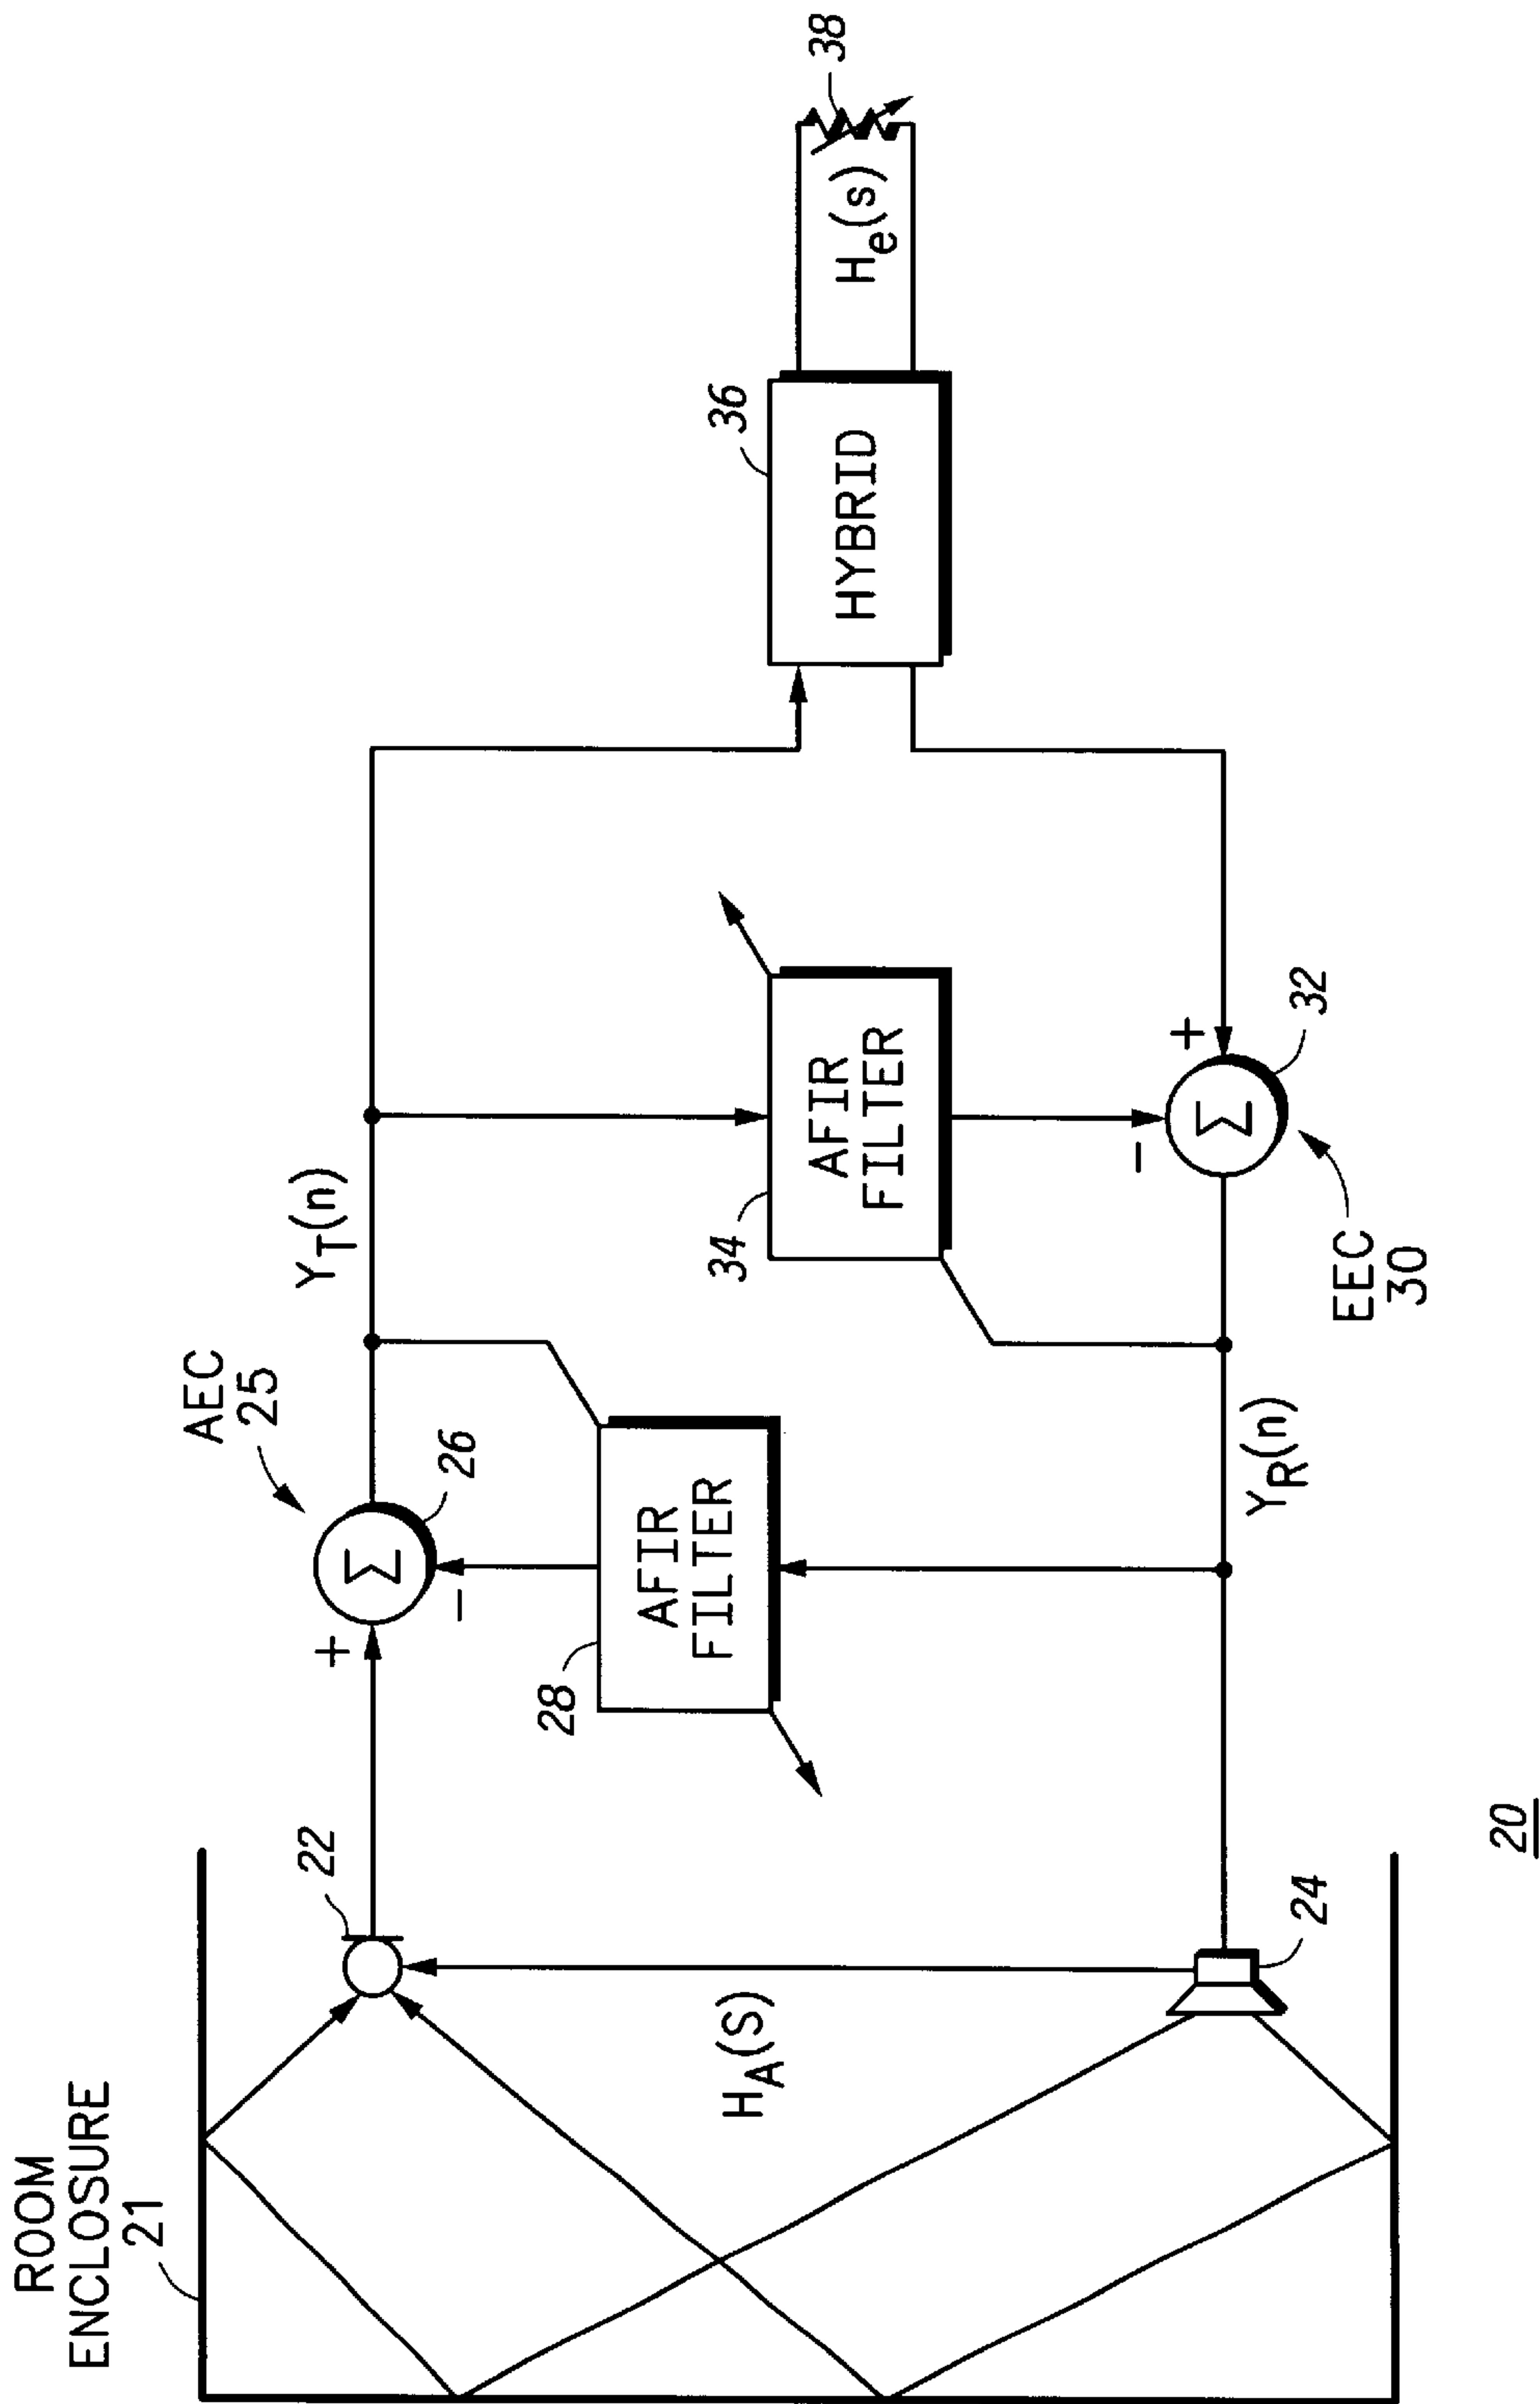 ROOM
ENCLOSURE
21
22
+
AEC
25
Σ
26
-
28
AFIR
FILTER
Y_T(n)
34
AFIR
FILTER
36
HYBRID
H_e(s)
38
H_A(S)
24
Y_R(n)
-
+
Σ
32
EEC
30
20